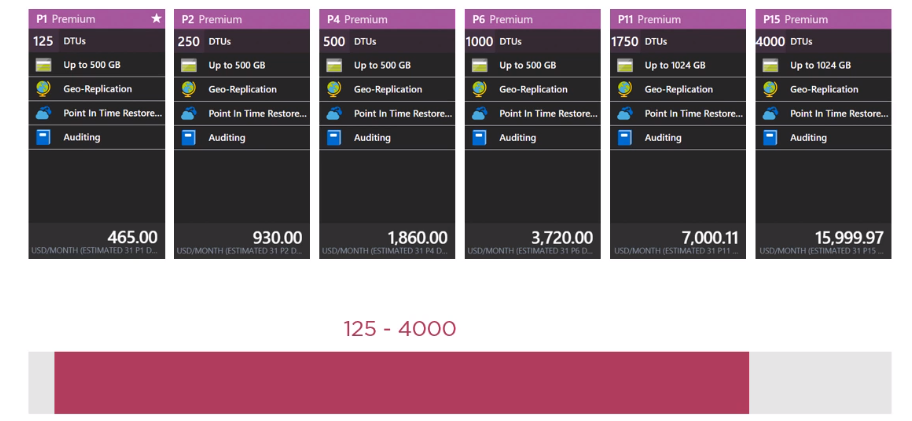 P1 Premium
125 DTUs
Up to 500 GB
Geo-Replication
Point In Time Restore...
Auditing
465.00
USD/MONTH (ESTIMATED 31 P1 D...
P2 Premium
250 DTUs
Up to 500 GB
Geo-Replication
Point In Time Restore...
Auditing
930.00
USD/MONTH (ESTIMATED 31 P2 D...
P4 Premium
500 DTUs
Up to 500 GB
Geo-Replication
Point In Time Restore...
Auditing
1,860.00
USD/MONTH (ESTIMATED 31 P4 D...
P6 Premium
1000 DTUs
Up to 500 GB
Geo-Replication
Point In Time Restore...
Auditing
3,720.00
USD/MONTH (ESTIMATED 31 P6 D...
P11 Premium
1750 DTUs
Up to 1024 GB
Geo-Replication
Point In Time Restore...
Auditing
7,000.11
USD/MONTH (ESTIMATED 31 P11 ...
P15 Premium
4000 DTUs
Up to 1024 GB
Geo-Replication
Point In Time Restore...
Auditing
15,999.97
USD/MONTH (ESTIMATED 31 P15 ...
125 - 4000